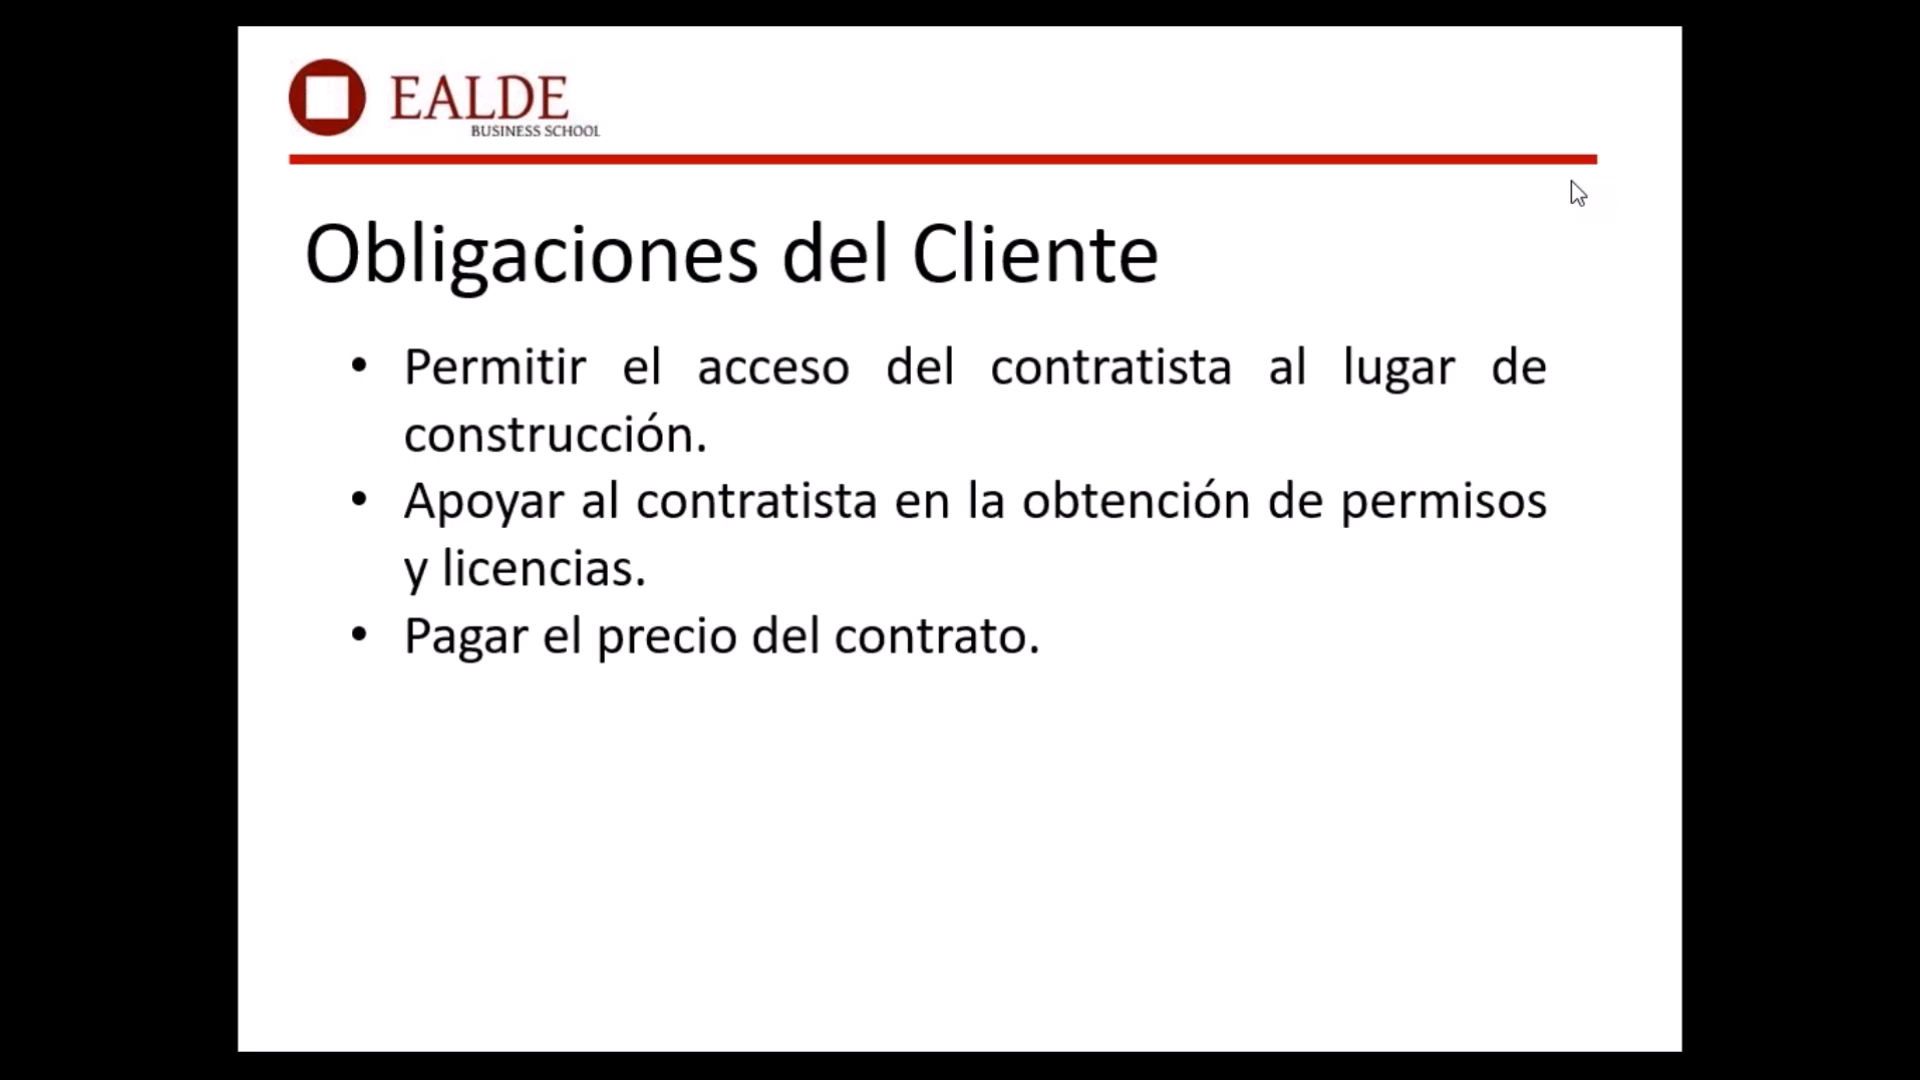 EALDE
BUSINESS SCHOOL
Obligaciones del Cliente
• Permitir el acceso del contratista al lugar de
construcción.
• Apoyar al contratista en la obtención de permisos
y licencias.
• Pagar el precio del contrato.